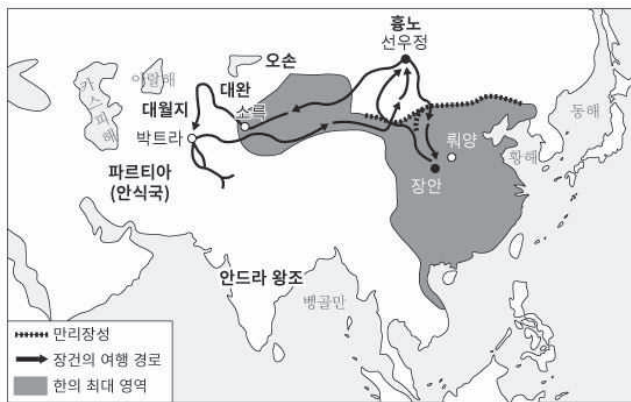 흉노
선우정
오손
아랄해
카스피해
대완
소륵
대월지
박트라
동해
뤄양
황해
파르티아
(안식국)
장안
안드라 왕조
벵골만
만리장성
장건의 여행 경로
한의 최대 영역